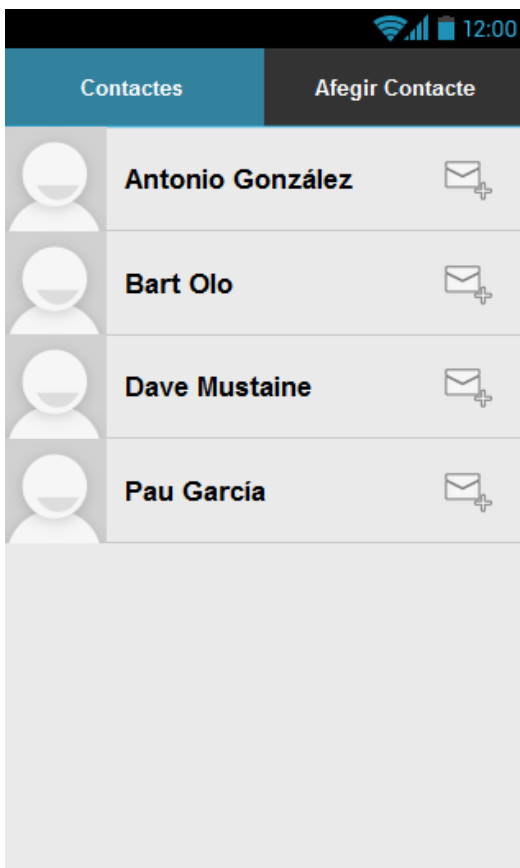 12:00
Contactes Afegir Contacte
Antonio González
Bart Olo
Dave Mustaine
Pau García